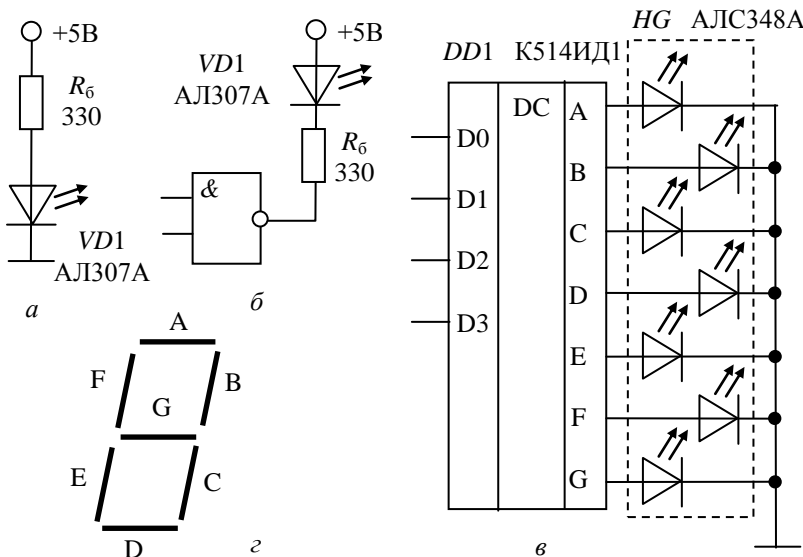 +5В
Rб
330
VD1
АЛ307А
а
+5В
VD1
АЛ307А
Rб
330
&
б
DD1 К514ИД1
HG АЛС348А
DC
D0
D1
D2
D3
A
B
C
D
E
F
G
в
A
F
B
G
E
C
D
г